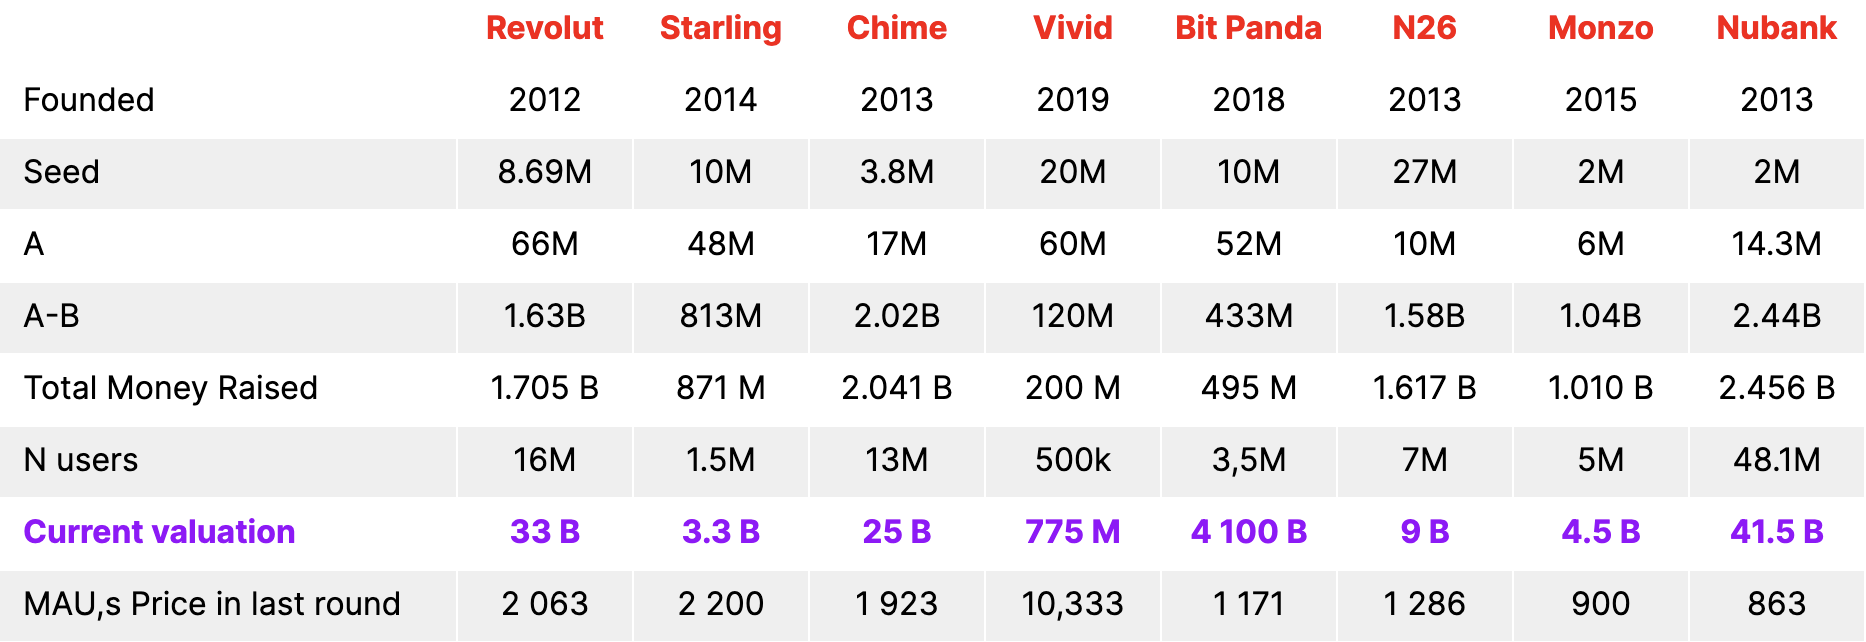 Revolut Starling Chime Vivid Bit Panda N26 Monzo Nubank
Founded 2012 2014 2013 2019 2018 2013 2015 2013
Seed 8.69M 10M 3.8M 20M 10M 27M 2M 2M
A 66M 48M 17M 60M 52M 10M 6M 14.3M
A-B 1.63B 813M 2.02B 120M 433M 1.58B 1.04B 2.44B
Total Money Raised 1.705 B 871 M 2.041 B 200 M 495 M 1.617 B 1.010 B 2.456 B
N users 16M 1.5M 13M 500k 3,5M 7M 5M 48.1M
Current valuation 33 B 3.3 B 25 B 775 M 4 100 B 9 B 4.5 B 41.5 B
MAU,s Price in last round 2 063 2 200 1 923 10,333 1 171 1 286 900 863